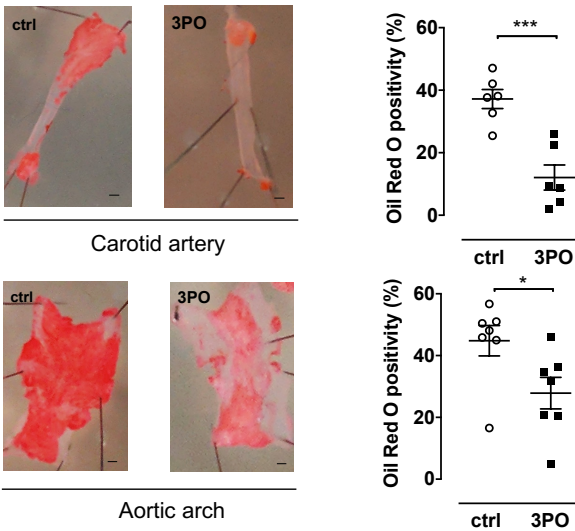 ctrl
3PO
Carotid artery
Oil Red O positivity (%)
60
40
20
0
***
ctrl
3PO
ctrl
3PO
Aortic arch
Oil Red O positivity (%)
60
40
20
0
*
ctrl
3PO